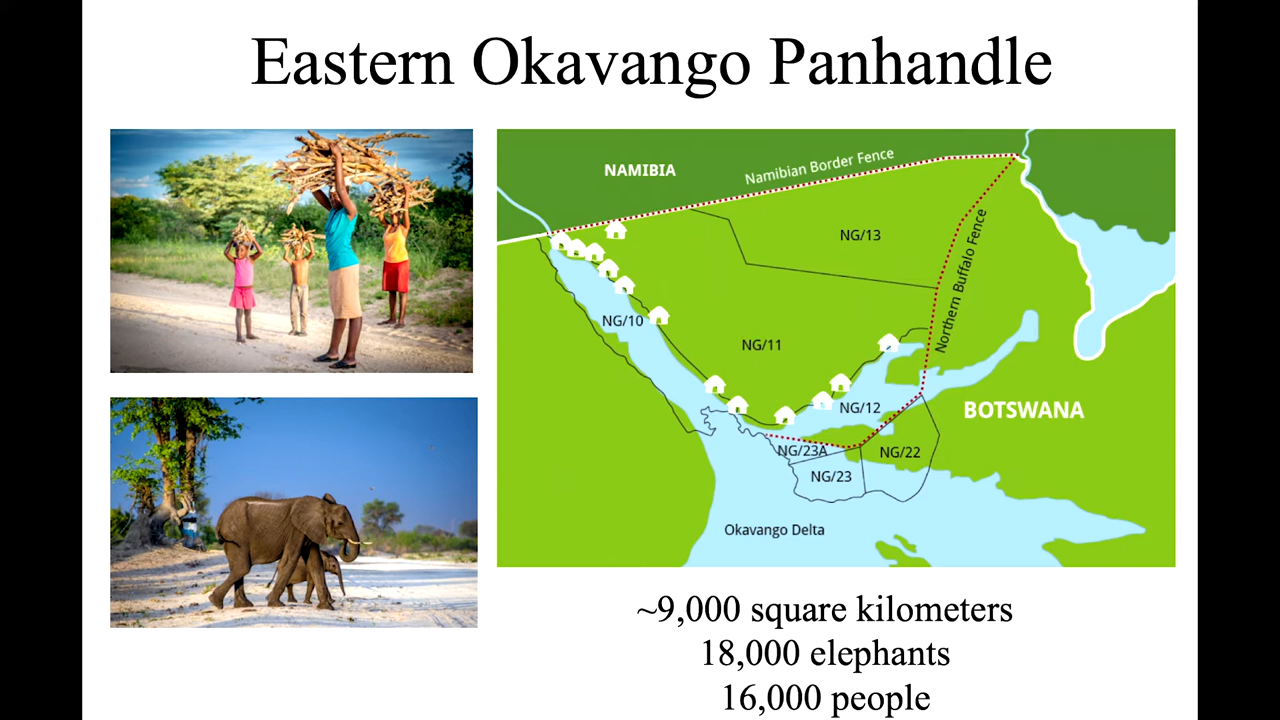 Eastern Okavango Panhandle
NAMIBIA
Namibian Border Fence
NG/13
Northern Buffalo Fence
NG/10
NG/11
NG/12
BOTSWANA
NG/23A
NG/22
NG/23
Okavango Delta
~9,000 square kilometers
18,000 elephants
16,000 people